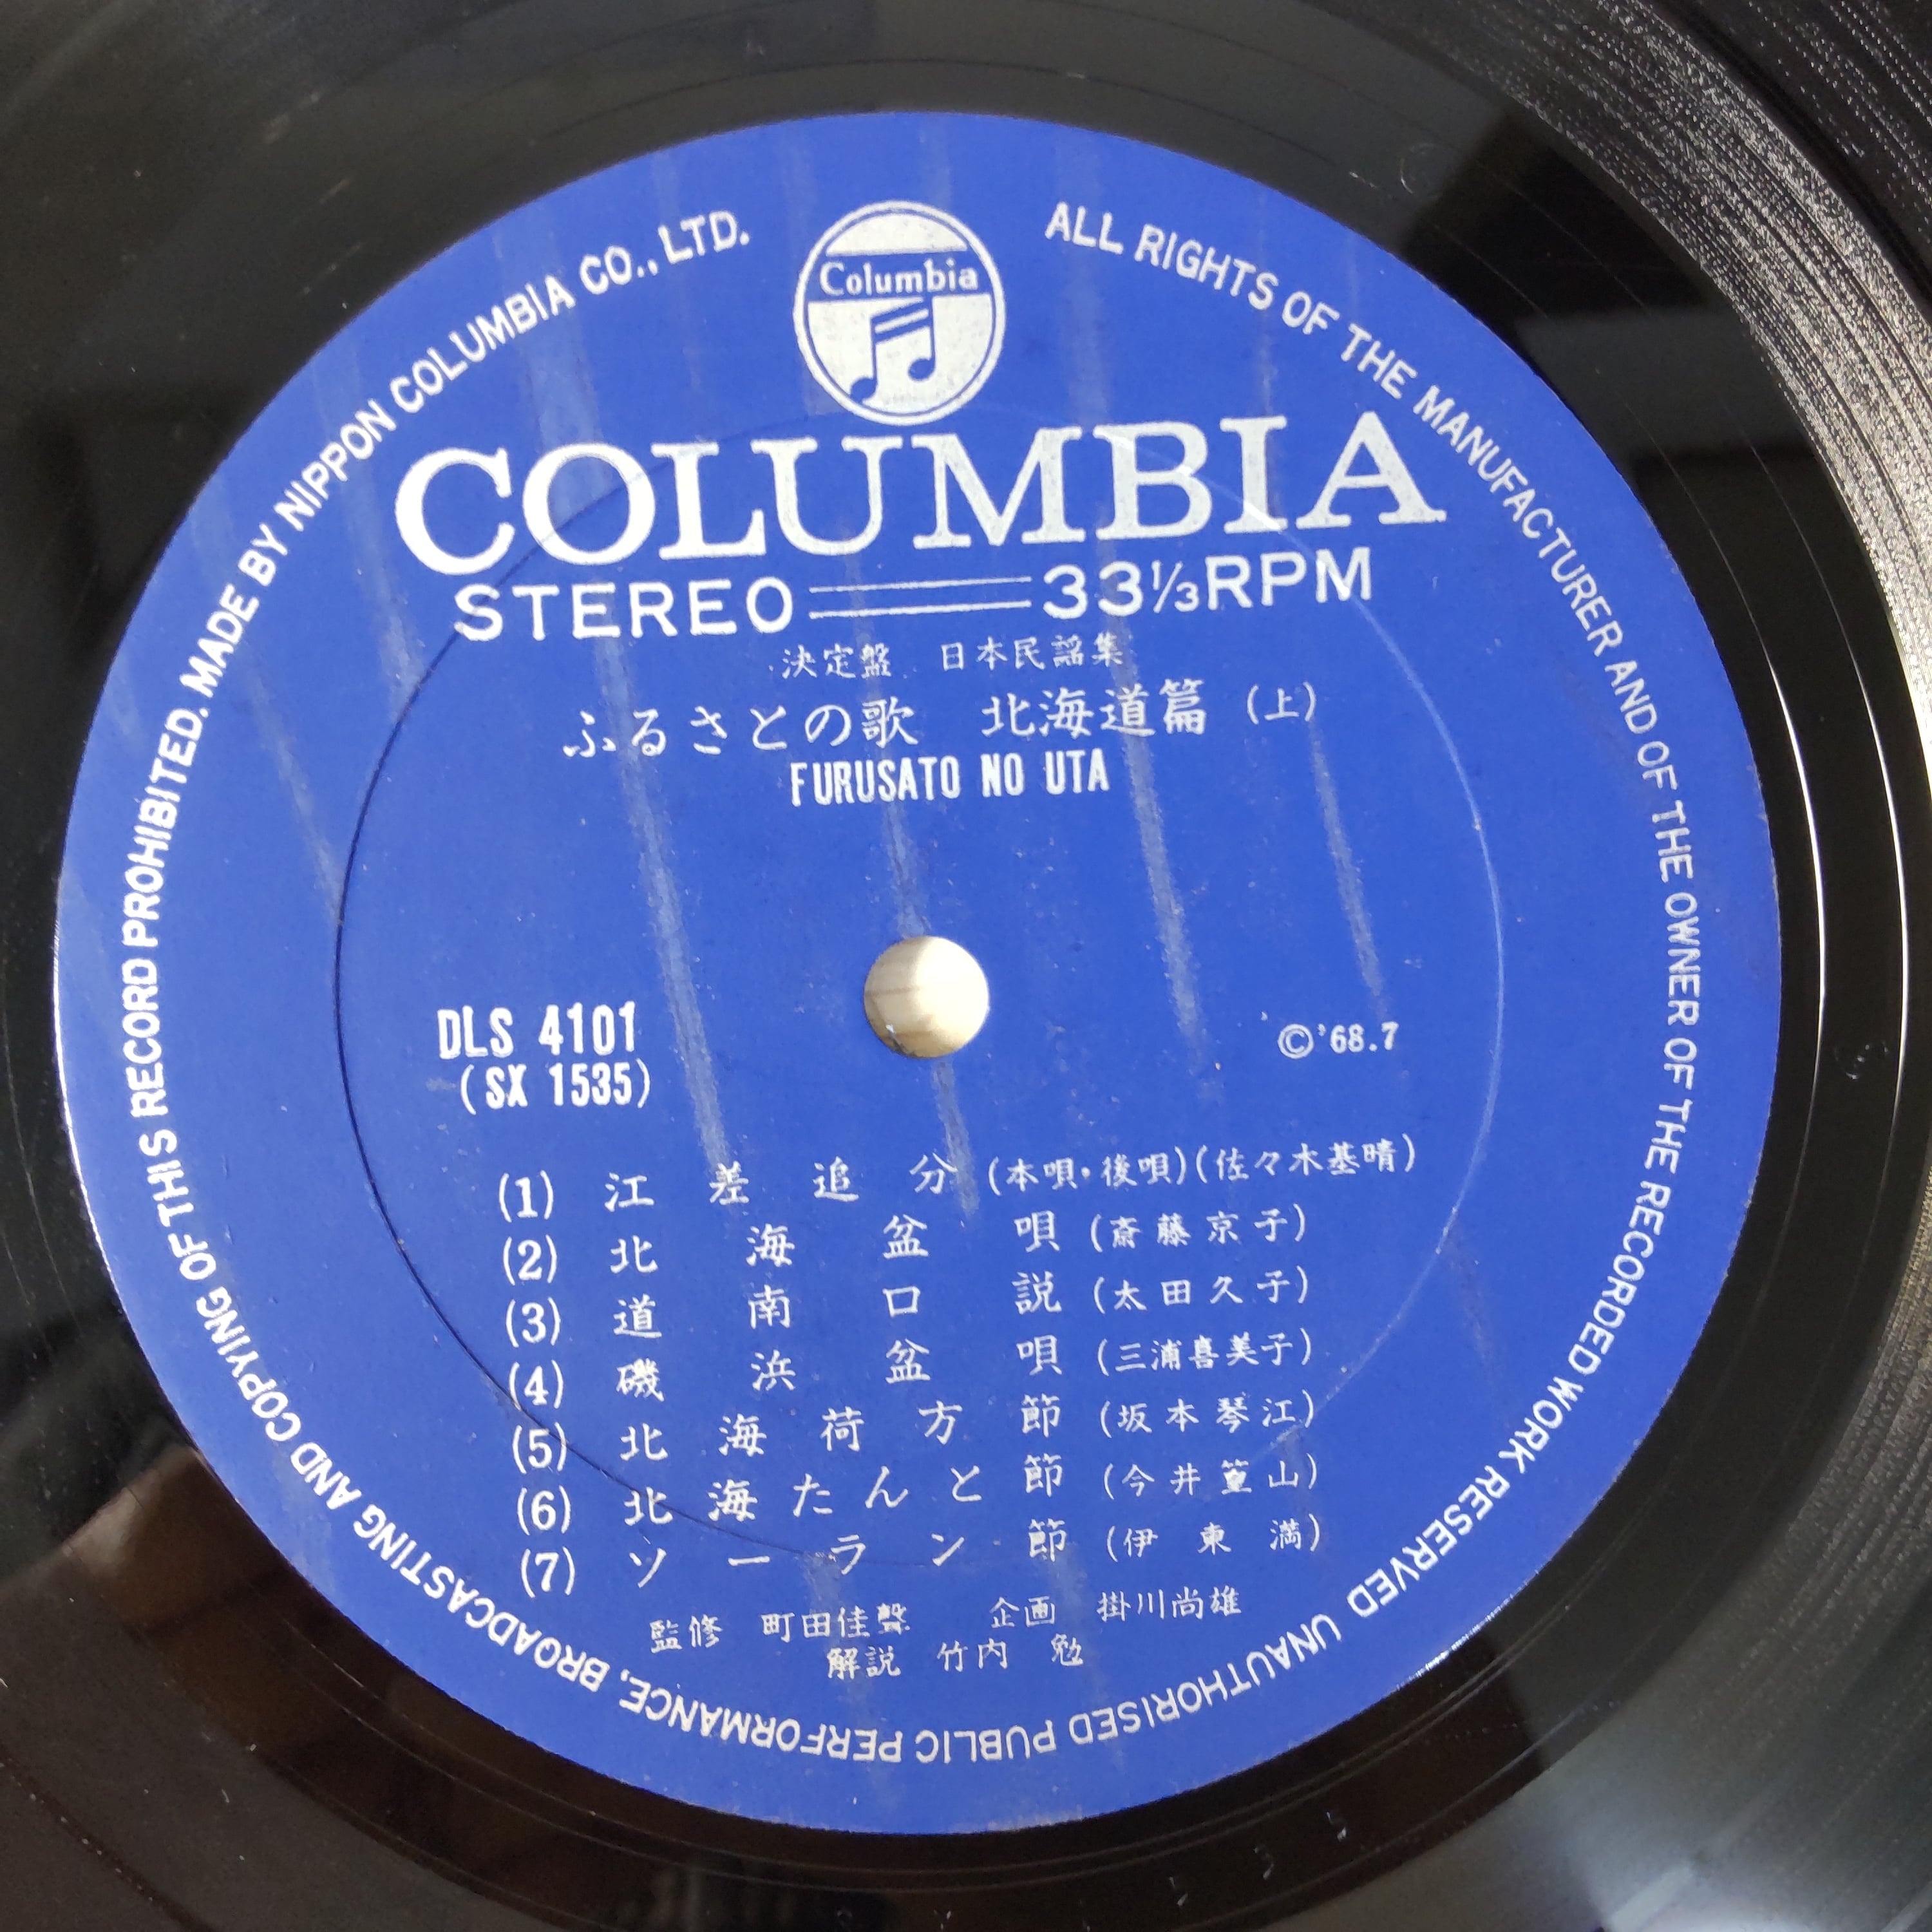 MADE BY NIPPON COLUMBIA CO., LTD.
ALL RIGHTS OF THE MANUFACTURER AND OF THE OWNER OF THE RECORDED WORK RESERVED
UNAUTHORISED PUBLIC PERFORMANCE, BROADCASTING AND COPYING OF THIS RECORD PROHIBITED.
Columbia
COLUMBIA
STEREO 33⅓RPM
決定盤 日本民謡集
ふるさとの歌 北海道篇 (上)
FURUSATO NO UTA
DLS 4101
(SX 1535)
©'68.7
(1) 江差追分 (本唄・後唄)(佐々木基晴)
(2) 北海盆唄 (斎藤京子)
(3) 道南口説 (太田久子)
(4) 磯浜盆唄 (三浦喜美子)
(5) 北海荷方節 (坂本琴江)
(6) 北海たんと節 (今井篁山)
(7) ソーラン節 (伊東満)
監修 町田佳聲 企画 掛川尚雄
解説 竹内勉